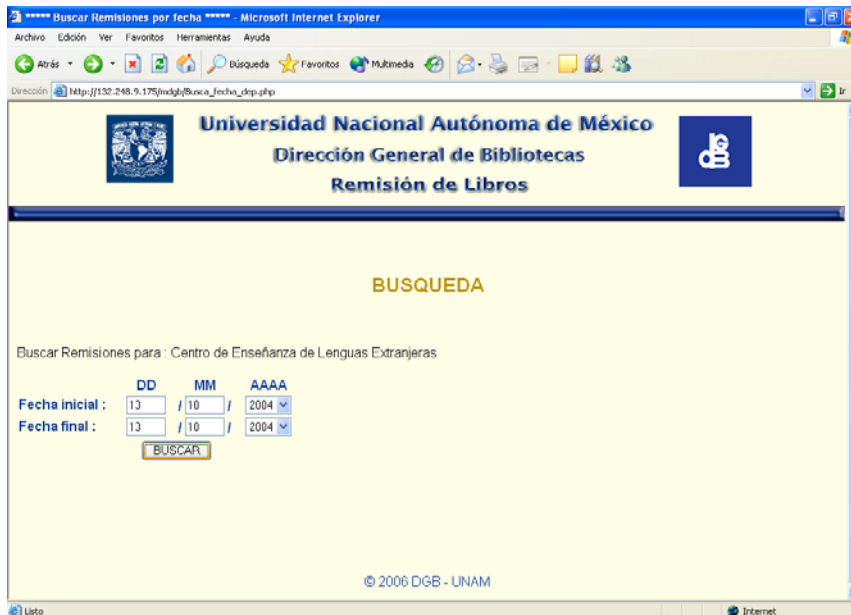 ***** Buscar Remisiones por fecha ***** - Microsoft Internet Explorer
Archivo Edición Ver Favoritos Herramientas Ayuda
Atrás Búsqueda Favoritos Multimedia
Dirección http://132.248.9.175/mdgb/Busca_fecha_dep.php Ir
Universidad Nacional Autónoma de México
Dirección General de Bibliotecas
Remisión de Libros
BUSQUEDA
Buscar Remisiones para : Centro de Enseñanza de Lenguas Extranjeras
DD MM AAAA
Fecha inicial : 13 / 10 / 2004
Fecha final : 13 / 10 / 2004
BUSCAR
© 2006 DGB - UNAM
Listo Internet